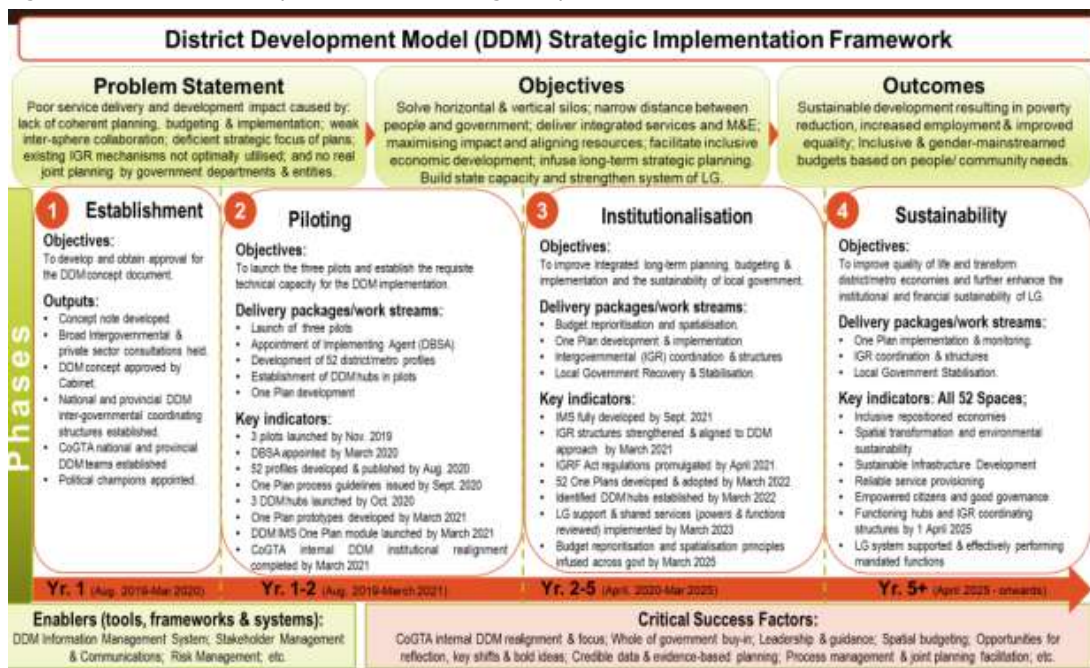 District Development Model (DDM) Strategic Implementation Framework
Problem Statement
Poor service delivery and development impact caused by:
lack of coherent planning, budgeting & implementation; weak
inter-sphere collaboration; deficient strategic focus of plans;
existing IGR mechanisms not optimally utilised; and no real
joint planning by government departments & entities.
Objectives
Solve horizontal & vertical silos; narrow distance between
people and government; deliver integrated services and M&E;
maximising impact and aligning resources; facilitate inclusive
economic development; infuse long-term strategic planning.
Build state capacity and strengthen system of LG.
Outcomes
Sustainable development resulting in poverty
reduction, increased employment & improved
equality; Inclusive & gender-mainstreamed
budgets based on people/ community needs.
Phases
1 Establishment
Objectives:
To develop and obtain approval for
the DDM concept document.
Outputs:
• Concept note developed.
• Broad Intergovernmental &
private sector consultations held.
• DDM concept approved by
Cabinet.
• National and provincial DDM
inter-governmental coordinating
structures established.
• CoGTA national and provincial
DDM teams established
• Political champions appointed.
2 Piloting
Objectives:
To launch the three pilots and establish the requisite
technical capacity for the DDM implementation.
Delivery packages/work streams:
• Launch of three pilots
• Appointment of Implementing Agent (DBSA)
• Development of 52 district/metro profiles
• Establishment of DDM hubs in pilots
• One Plan development
Key indicators:
• 3 pilots launched by Nov. 2019
• DBSA appointed by March 2020
• 52 profiles developed & published by Aug. 2020
• One Plan process guidelines issued by Sept. 2020
• 3 DDM hubs launched by Oct. 2020
• One Plan prototypes developed by March 2021
• DDM IMS One Plan module launched by March 2021
• CoGTA internal DDM institutional realignment
completed by March 2021
3 Institutionalisation
Objectives:
To improve integrated long-term planning, budgeting &
implementation and the sustainability of local government.
Delivery packages/work streams:
• Budget reprioritisation and spatialisation.
• One Plan development & implementation
• Intergovernmental (IGR) coordination & structures
• Local Government Recovery & Stabilisation.
Key indicators:
• IMS fully developed by Sept. 2021
• IGR structures strengthened & aligned to DDM
approach by March 2021
• IGRF Act regulations promulgated by April 2021
• 52 One Plans developed & adopted by March 2022
• Identified DDM hubs established by March 2022
• LG support & shared services (powers & functions
reviewed) implemented by March 2023
• Budget reprioritisation and spatialisation principles
infused across govt by March 2025
4 Sustainability
Objectives:
To improve quality of life and transform
district/metro economies and further enhance the
institutional and financial sustainability of LG.
Delivery packages/work streams:
• One Plan implementation & monitoring.
• IGR coordination & structures
• Local Government Stabilisation.
Key indicators: All 52 Spaces;
• Inclusive repositioned economies
• Spatial transformation and environmental
sustainability
• Sustainable Infrastructure Development
• Reliable service provisioning
• Empowered citizens and good governance.
• Functioning hubs and IGR coordinating
structures by 1 April 2025
• LG system supported & effectively performing
mandated functions
Yr. 1 (Aug. 2019-Mar 2020)
Yr. 1-2 (Aug. 2019-March 2021)
Yr. 2-5 (April. 2020-Mar 2025)
Yr. 5+ (April 2025 - onwards)
Enablers (tools, frameworks & systems):
DDM Information Management System; Stakeholder Management
& Communications; Risk Management; etc.
Critical Success Factors:
CoGTA internal DDM realignment & focus; Whole of government buy-in; Leadership & guidance; Spatial budgeting; Opportunities for
reflection, key shifts & bold ideas; Credible data & evidence-based planning; Process management & joint planning facilitation; etc.